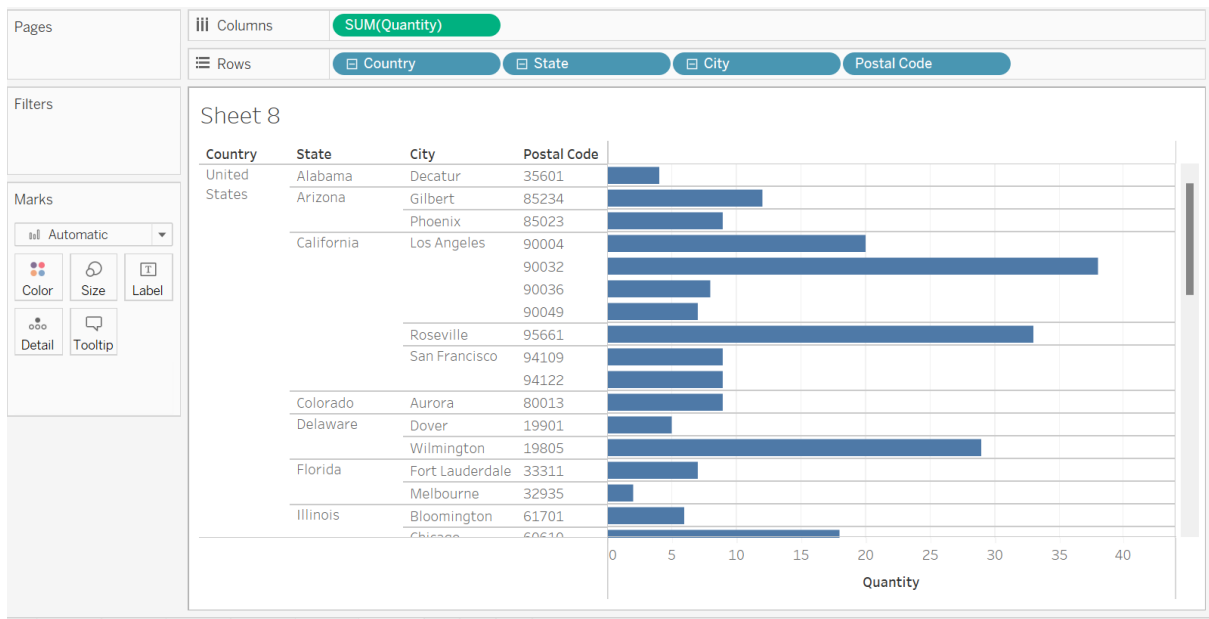 Pages
Columns
SUM(Quantity)
Rows
Country
State
City
Postal Code
Filters
Marks
Automatic
Color
Size
Label
Detail
Tooltip
Sheet 8
Country State City Postal Code
United States Alabama Decatur 35601
Arizona Gilbert 85234
Phoenix 85023
California Los Angeles 90004
90032
90036
90049
Roseville 95661
San Francisco 94109
94122
Colorado Aurora 80013
Delaware Dover 19901
Wilmington 19805
Florida Fort Lauderdale 33311
Melbourne 32935
Illinois Bloomington 61701
Chicago 60610
0 5 10 15 20 25 30 35 40
Quantity